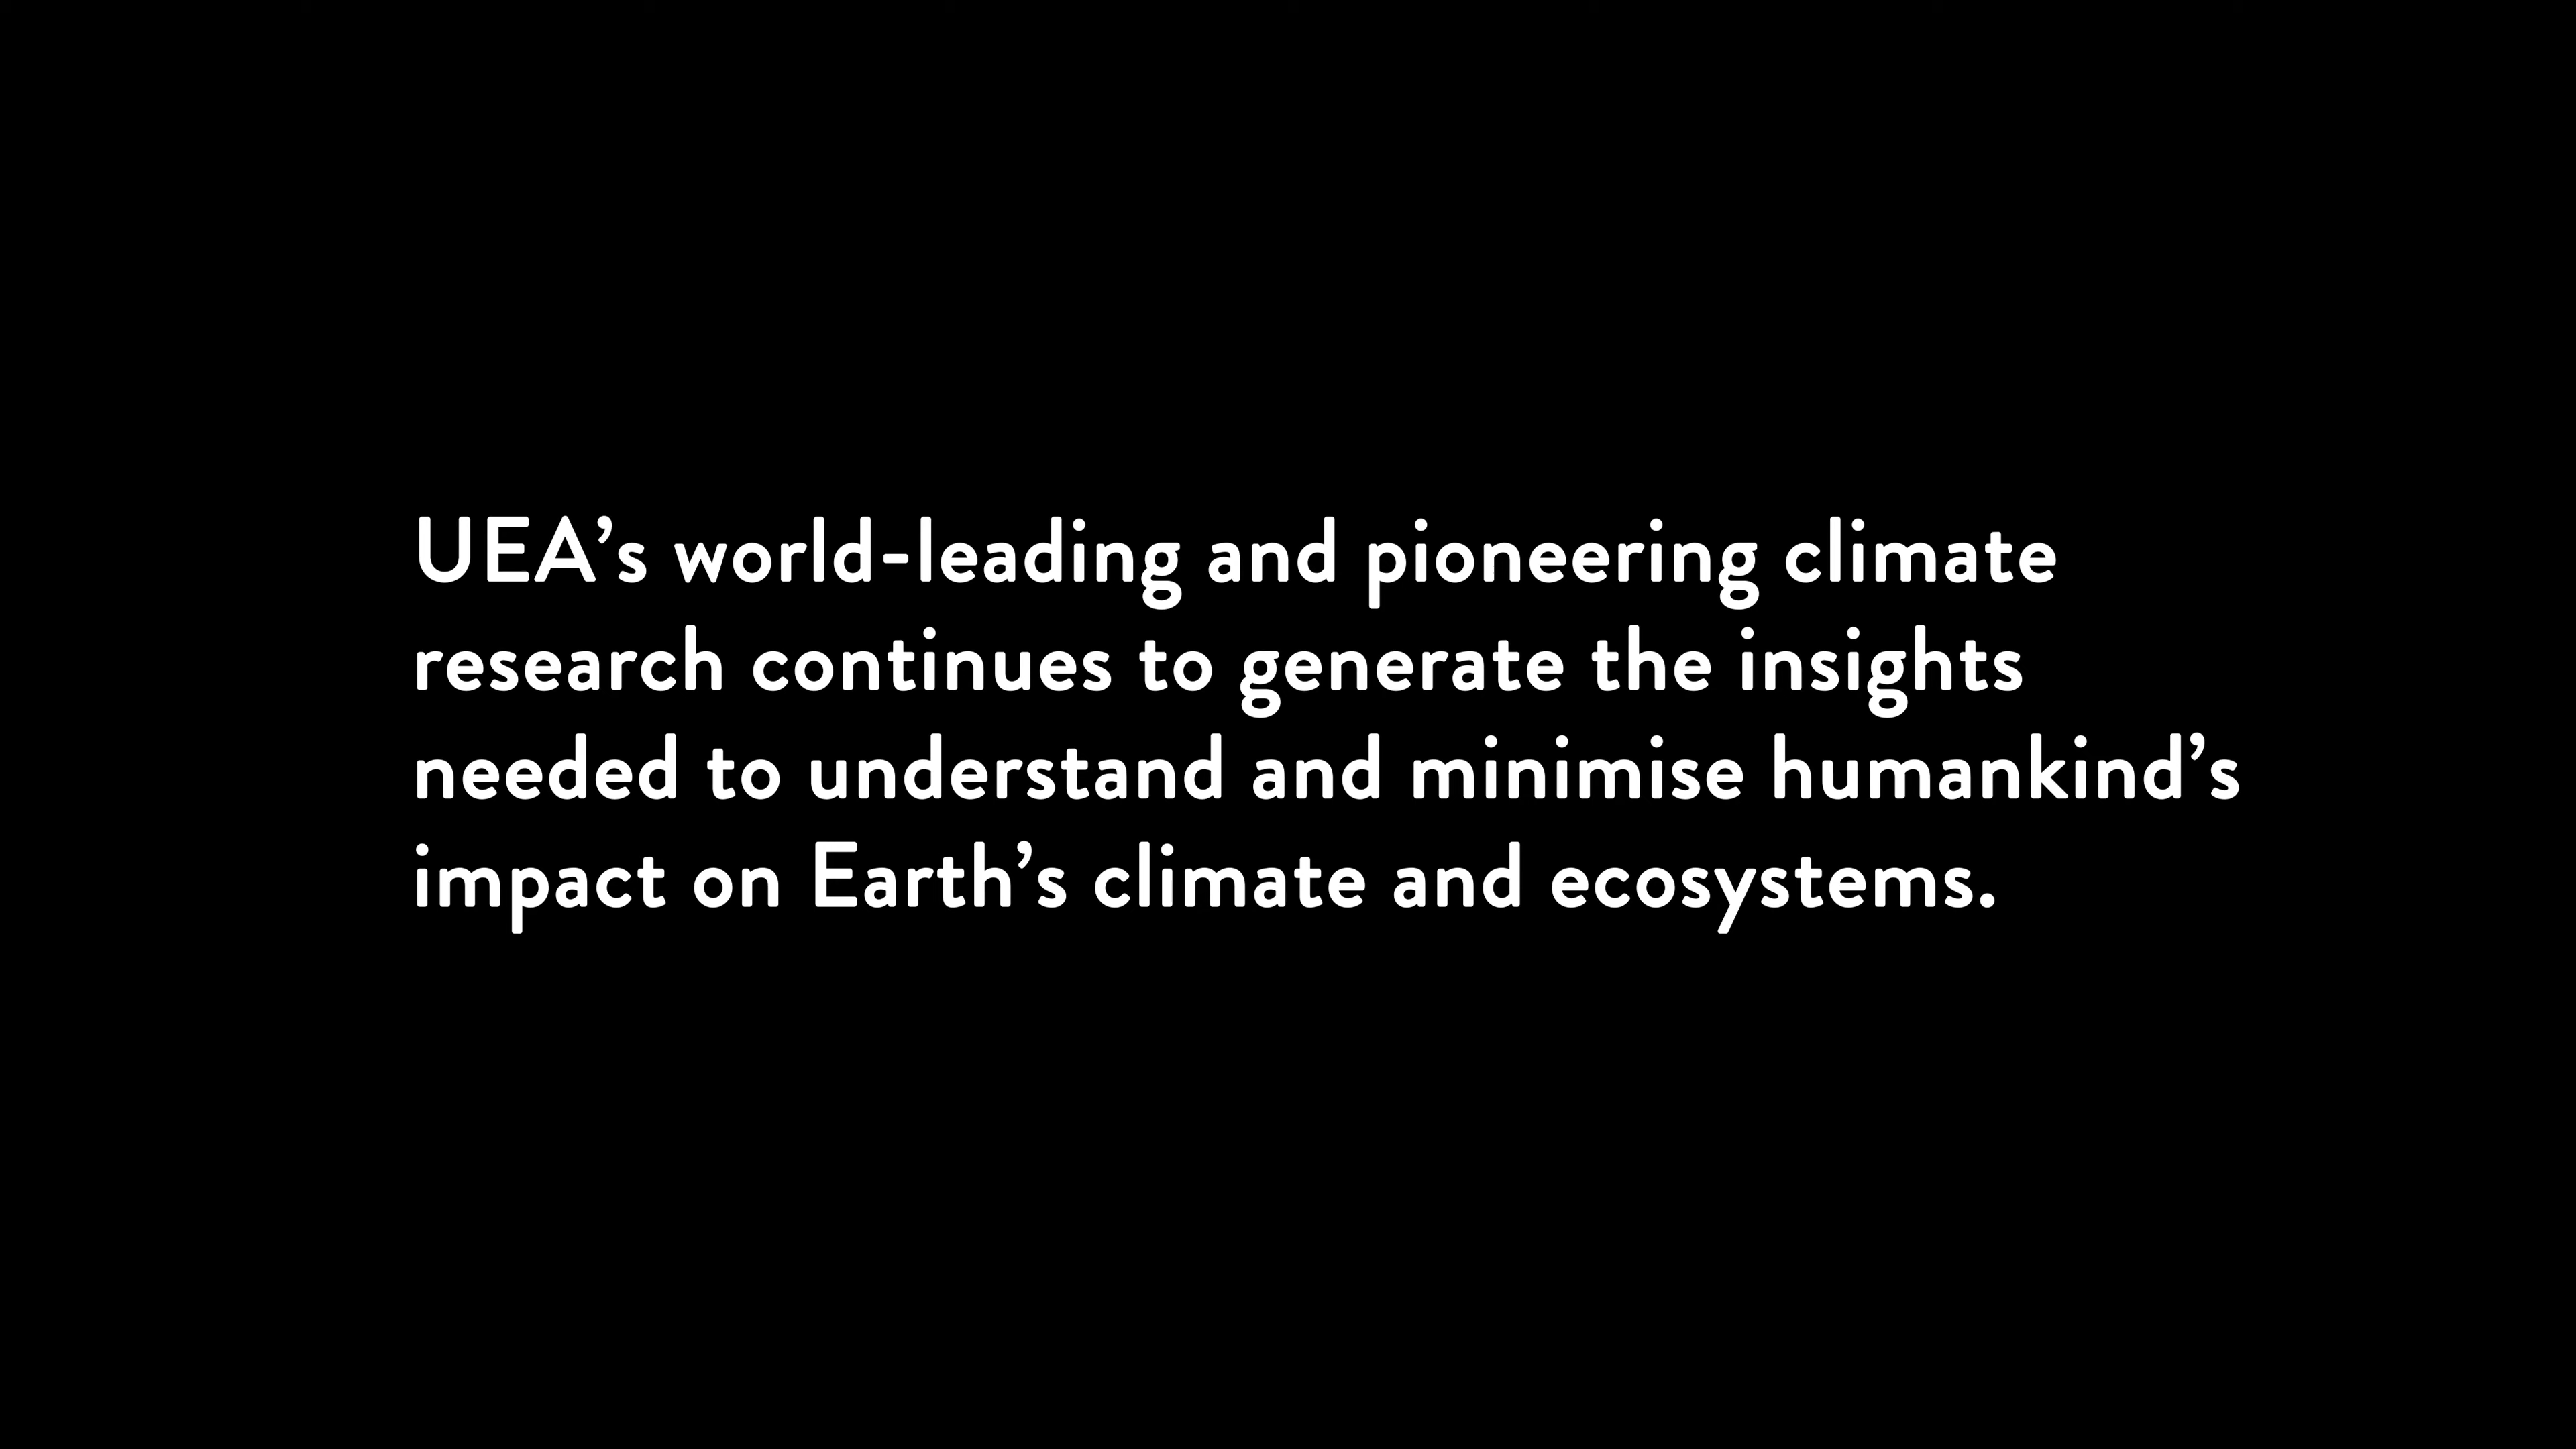 UEA’s world-leading and pioneering climate
research continues to generate the insights
needed to understand and minimise humankind’s
impact on Earth’s climate and ecosystems.